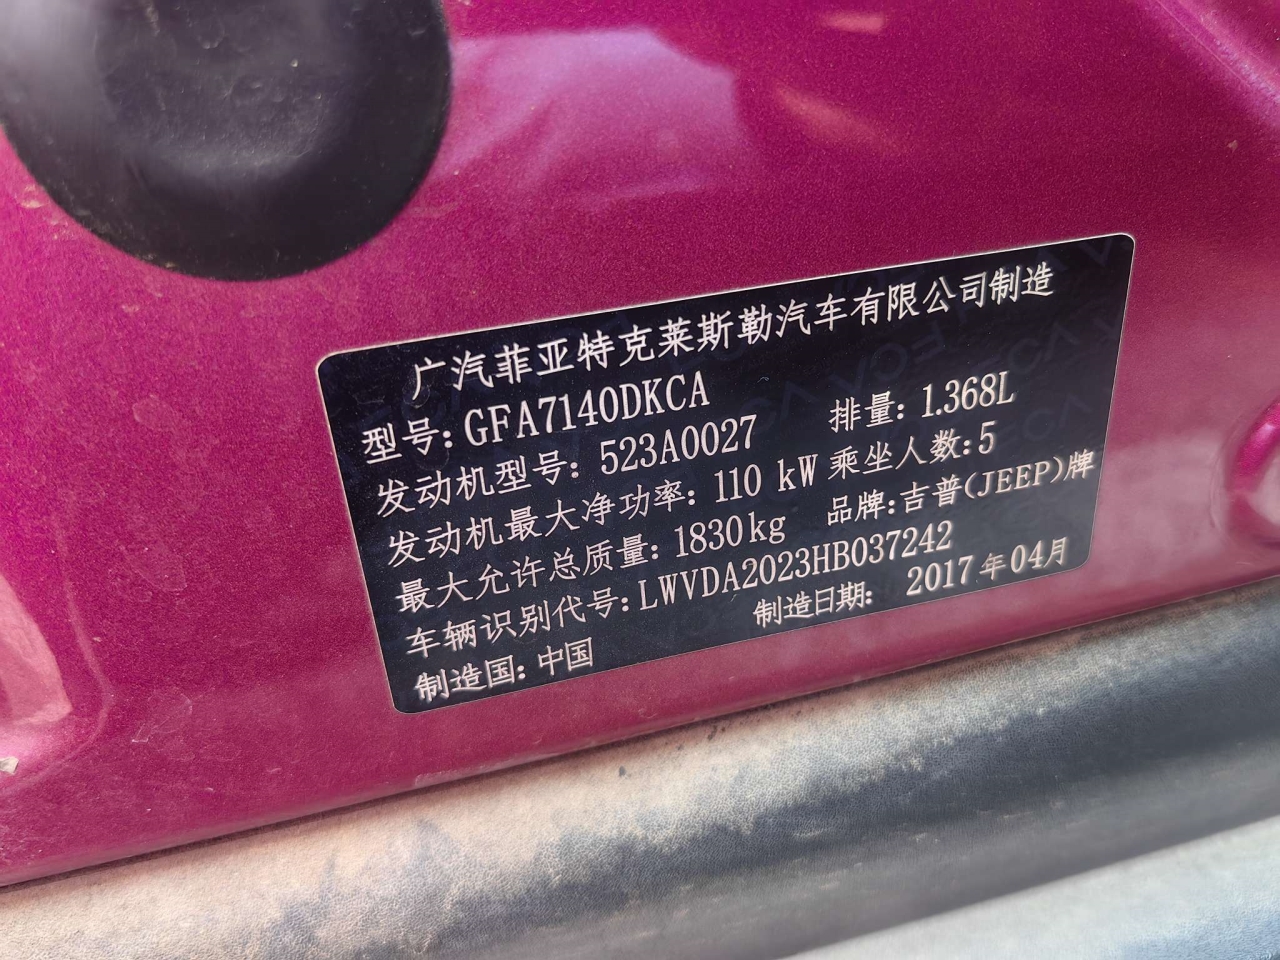 广汽菲亚特克莱斯勒汽车有限公司制造
型号:GFA7140DKCA
发动机型号:523A0027 排量:1.368L
发动机最大净功率:110 kW 乘坐人数:5
最大允许总质量:1830kg 品牌:吉普(JEEP)牌
车辆识别代号:LWVDA2023HB037242
制造国:中国 制造日期: 2017年04月